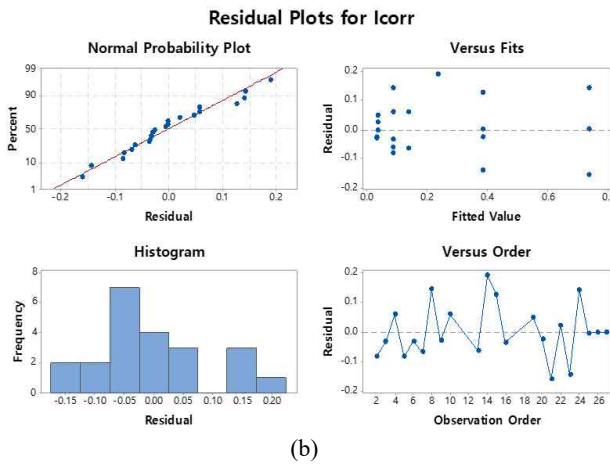 Residual Plots for Icorr
Normal Probability Plot
99
90
50
10
1
Percent
-0.2 -0.1 0.0 0.1 0.2
Residual
Versus Fits
0.2
0.1
0.0
-0.1
-0.2
Residual
0.0 0.2 0.4 0.6 0.8
Fitted Value
Histogram
8
6
4
2
0
Frequency
-0.15 -0.10 -0.05 0.00 0.05 0.10 0.15 0.20
Residual
Versus Order
0.2
0.1
0.0
-0.1
-0.2
Residual
2 4 6 8 10 12 14 16 18 20 22 24 26
Observation Order
(b)